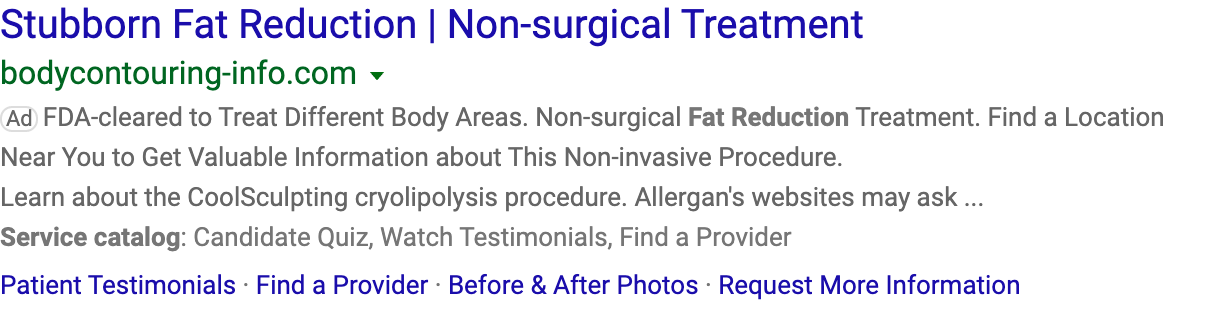 Stubborn Fat Reduction | Non-surgical Treatment
bodycontouring-info.com
Ad FDA-cleared to Treat Different Body Areas. Non-surgical Fat Reduction Treatment. Find a Location
Near You to Get Valuable Information about This Non-invasive Procedure.
Learn about the CoolSculpting cryolipolysis procedure. Allergan's websites may ask ...
Service catalog: Candidate Quiz, Watch Testimonials, Find a Provider
Patient Testimonials · Find a Provider · Before & After Photos · Request More Information